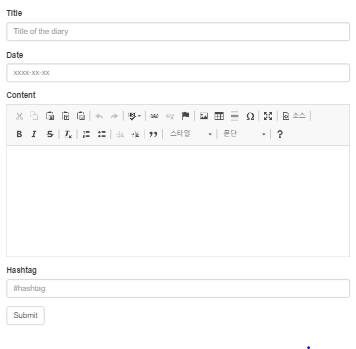 Title
Title of the diary
Date
xxxx-xx-xx
Content
소스
B I S Ix 스타일 문단 ?
Hashtag
#hashtag
Submit